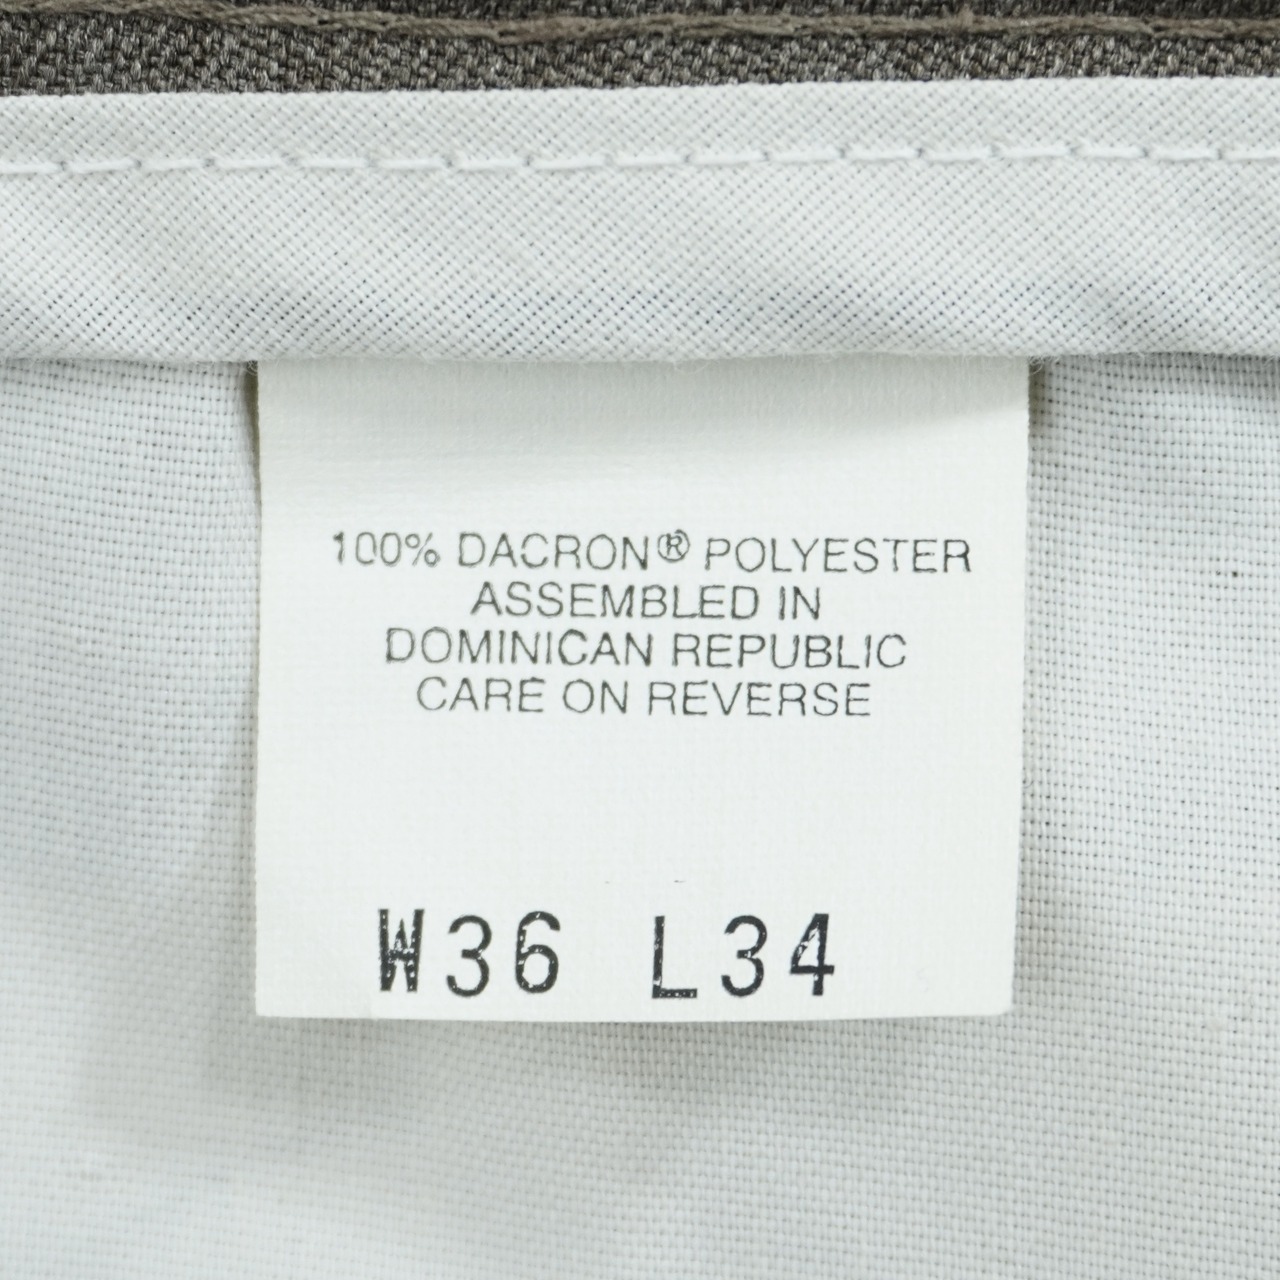 100% DACRON® POLYESTER
ASSEMBLED IN
DOMINICAN REPUBLIC
CARE ON REVERSE
W36 L34